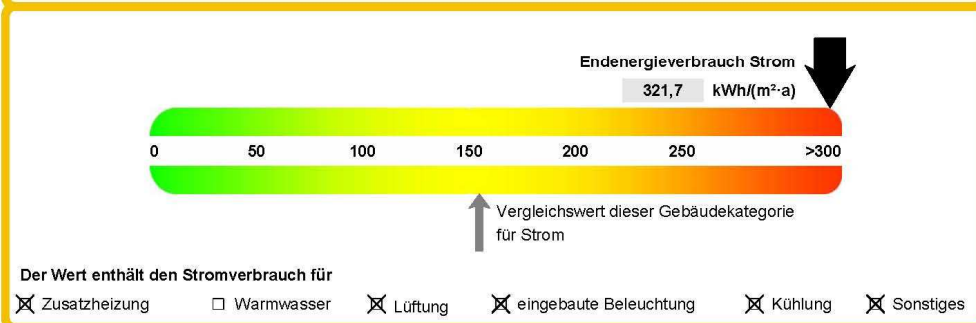 Endenergieverbrauch Strom
321,7 kWh/(m²·a)
0 50 100 150 200 250 >300
Vergleichswert dieser Gebäudekategorie
für Strom
Der Wert enthält den Stromverbrauch für
☒ Zusatzheizung ☐ Warmwasser ☒ Lüftung ☒ eingebaute Beleuchtung ☒ Kühlung ☒ Sonstiges